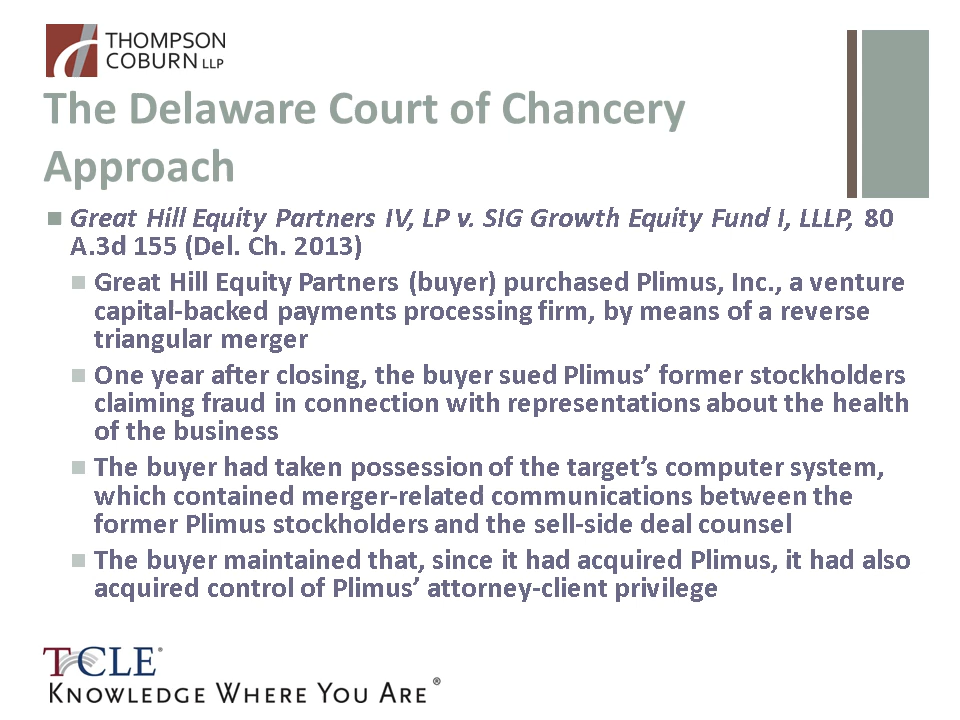 THOMPSON
COBURN LLP
The Delaware Court of Chancery
Approach
Great Hill Equity Partners IV, LP v. SIG Growth Equity Fund I, LLLP, 80
A.3d 155 (Del. Ch. 2013)
Great Hill Equity Partners (buyer) purchased Plimus, Inc., a venture
capital-backed payments processing firm, by means of a reverse
triangular merger
One year after closing, the buyer sued Plimus’ former stockholders
claiming fraud in connection with representations about the health
of the business
The buyer had taken possession of the target’s computer system,
which contained merger-related communications between the
former Plimus stockholders and the sell-side deal counsel
The buyer maintained that, since it had acquired Plimus, it had also
acquired control of Plimus’ attorney-client privilege
TCCLE®
KNOWLEDGE WHERE YOU ARE®